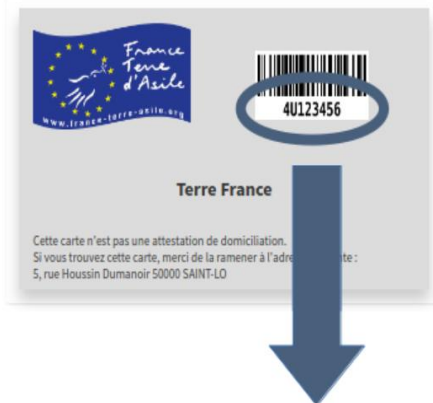 France
Terre
d'Asile
www.france-terre-asile.org
4U123456
Terre France
Cette carte n'est pas une attestation de domiciliation.
Si vous trouvez cette carte, merci de la ramener à l'adre te :
5, rue Houssin Dumanoir 50000 SAINT-LO